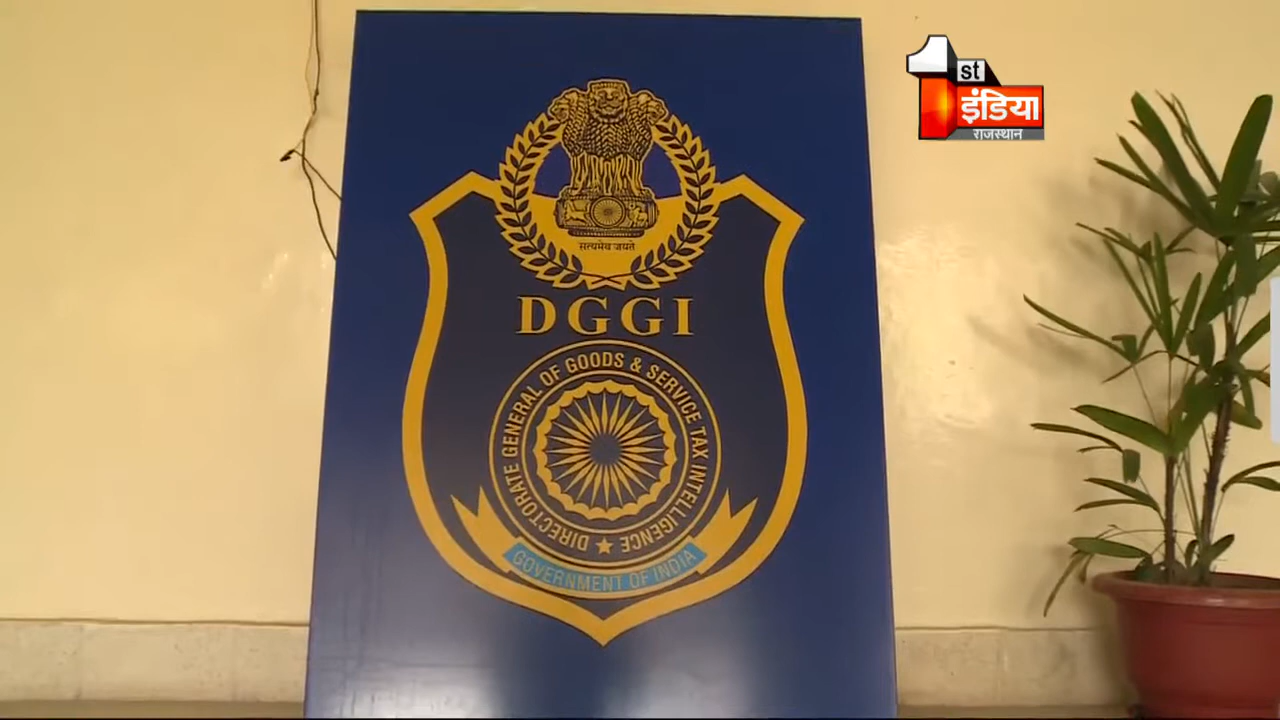 1st
इंडिया
राजस्थान
सत्यमेव जयते
DGGI
DIRECTORATE GENERAL OF GOODS & SERVICE TAX INTELLIGENCE ★
GOVERNMENT OF INDIA